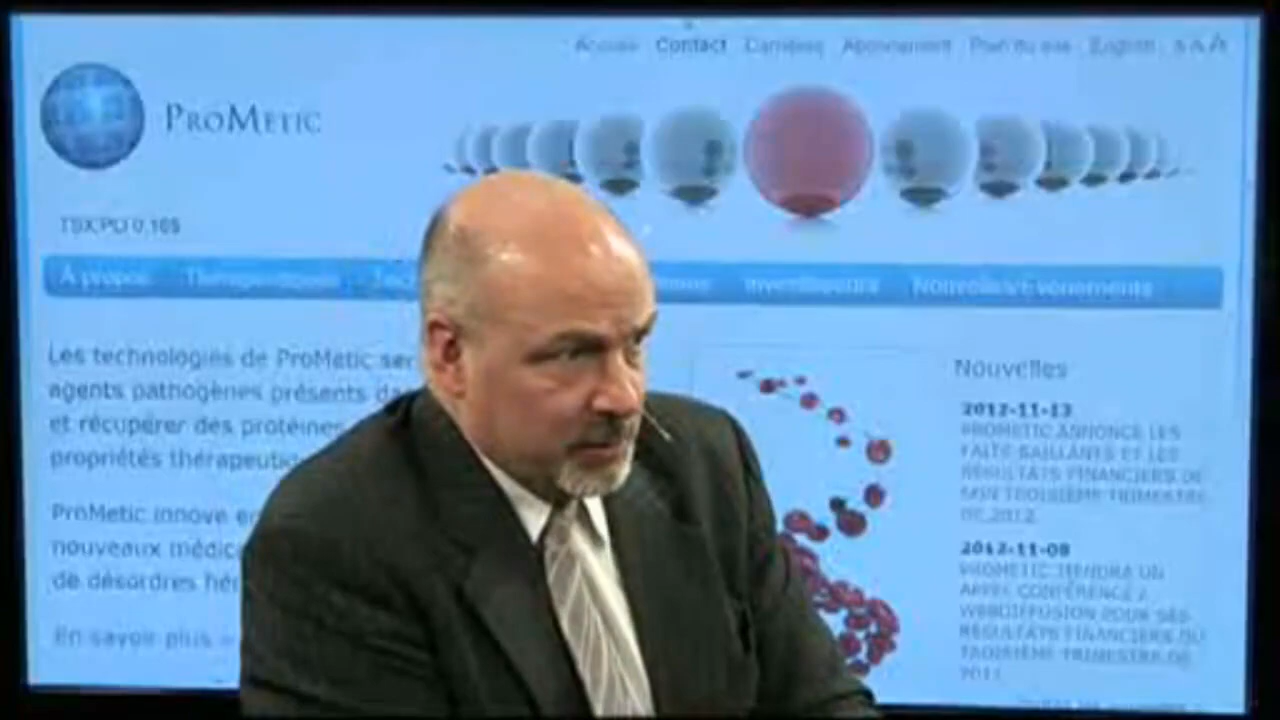 Accueil Contact Carrières Abonnement Plan du site English A A A
PROMETIC
TSX:PLI 0.165
À propos Thérapeutiques
Investisseurs Nouvelles/Événements
Les technologies de ProMetic ser
agents pathogènes présents da
et récupérer des protéines
propriétés thérapeuti
ProMetic innove e
nouveaux médic
de désordres hér
En savoir plus »
Nouvelles
2012-11-13
PROMETIC ANNONCE LES
FAITS SAILLANTS ET LES
RÉSULTATS FINANCIERS DE
SON TROISIÈME TRIMESTRE
DE 2012
2012-11-08
PROMETIC TIENDRA UN
APPEL CONFÉRENCE /
WEBDIFFUSION POUR SES
RÉSULTATS FINANCIERS DU
TROISIÈME TRIMESTRE DE